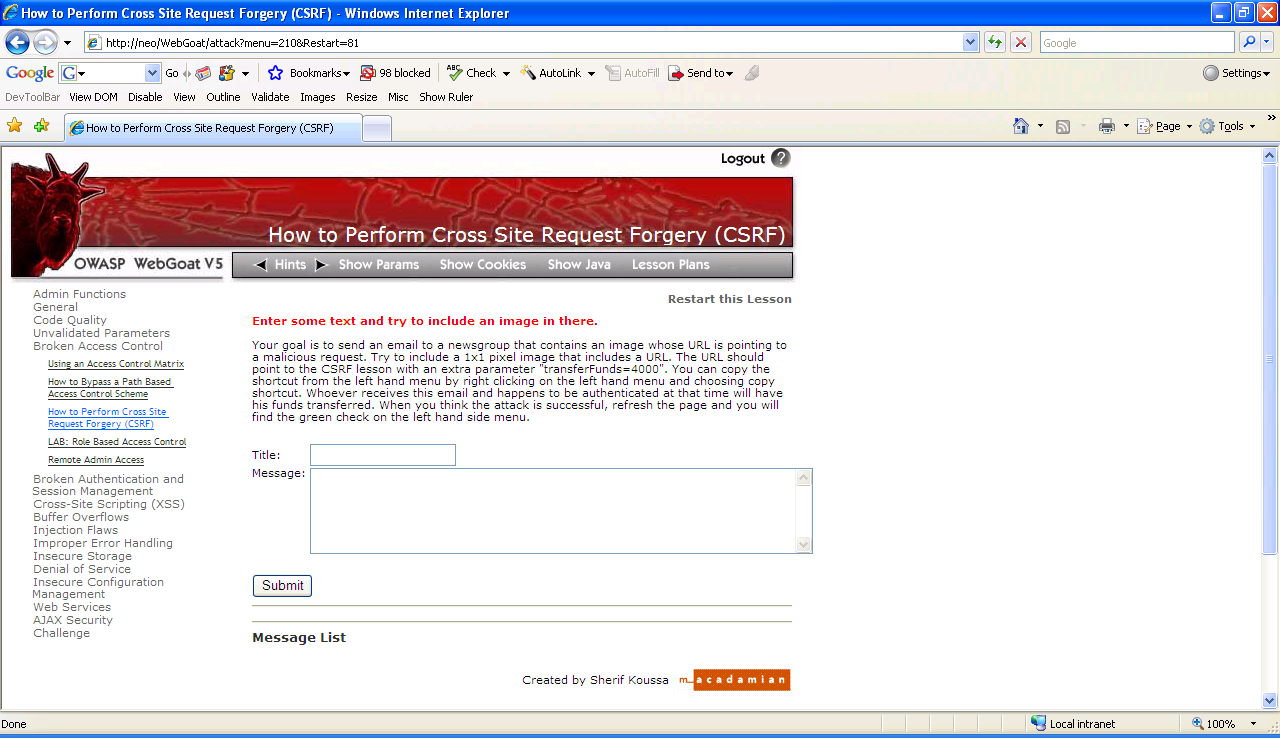 How to Perform Cross Site Request Forgery (CSRF) - Windows Internet Explorer
http://neo/WebGoat/attack?menu=210&Restart=81
Google
Google G Go Bookmarks 98 blocked ABC Check AutoLink AutoFill Send to Settings
DevToolBar View DOM Disable View Outline Validate Images Resize Misc Show Ruler
How to Perform Cross Site Request Forgery (CSRF)
Page Tools
Logout ?
How to Perform Cross Site Request Forgery (CSRF)
OWASP WebGoat V5
Hints Show Params Show Cookies Show Java Lesson Plans
Admin Functions
General
Code Quality
Unvalidated Parameters
Broken Access Control
Using an Access Control Matrix
How to Bypass a Path Based
Access Control Scheme
How to Perform Cross Site
Request Forgery (CSRF)
LAB: Role Based Access Control
Remote Admin Access
Broken Authentication and
Session Management
Cross-Site Scripting (XSS)
Buffer Overflows
Injection Flaws
Improper Error Handling
Insecure Storage
Denial of Service
Insecure Configuration
Management
Web Services
AJAX Security
Challenge
Restart this Lesson
Enter some text and try to include an image in there.
Your goal is to send an email to a newsgroup that contains an image whose URL is pointing to
a malicious request. Try to include a 1x1 pixel image that includes a URL. The URL should
point to the CSRF lesson with an extra parameter "transferFunds=4000". You can copy the
shortcut from the left hand menu by right clicking on the left hand menu and choosing copy
shortcut. Whoever receives this email and happens to be authenticated at that time will have
his funds transferred. When you think the attack is successful, refresh the page and you will
find the green check on the left hand side menu.
Title:
Message:
Submit
Message List
Created by Sherif Koussa m acadamian
Done Local intranet 100%